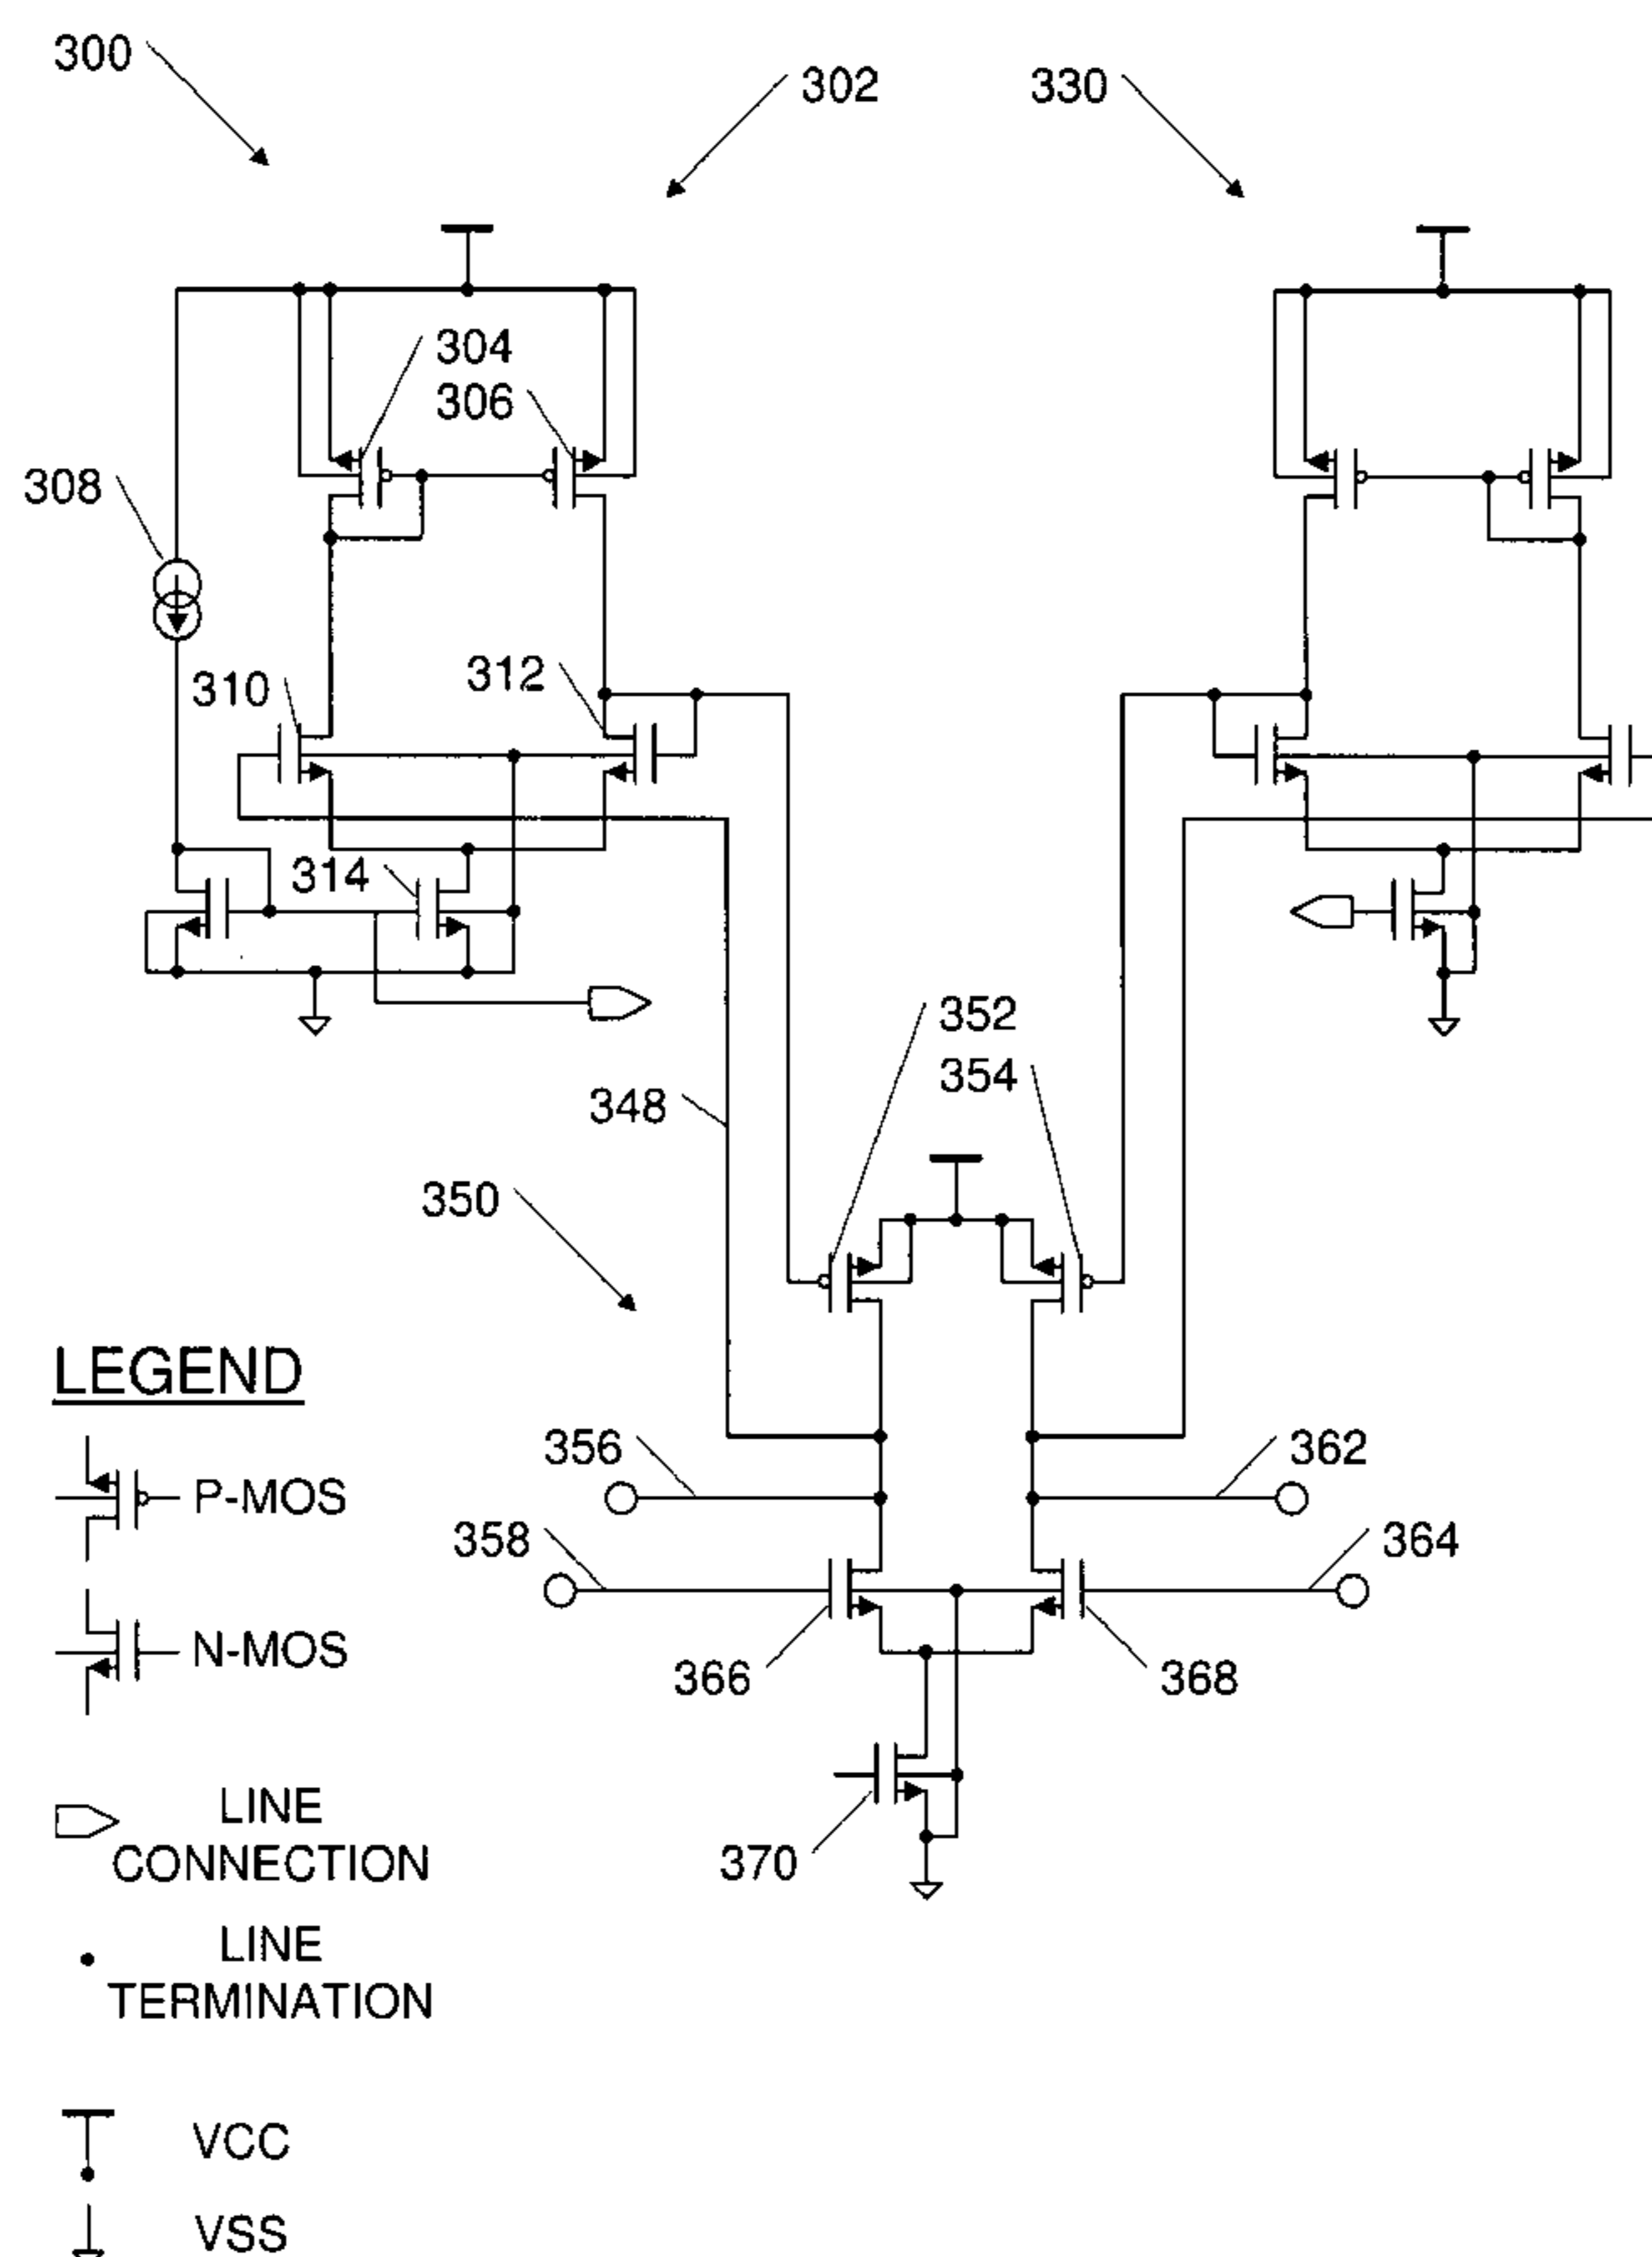 300
302
330
304
306
308
310
312
314
352
354
348
350
LEGEND
356
362
P-MOS
358
364
N-MOS
366
368
LINE
CONNECTION
370
LINE
TERMINATION
VCC
VSS